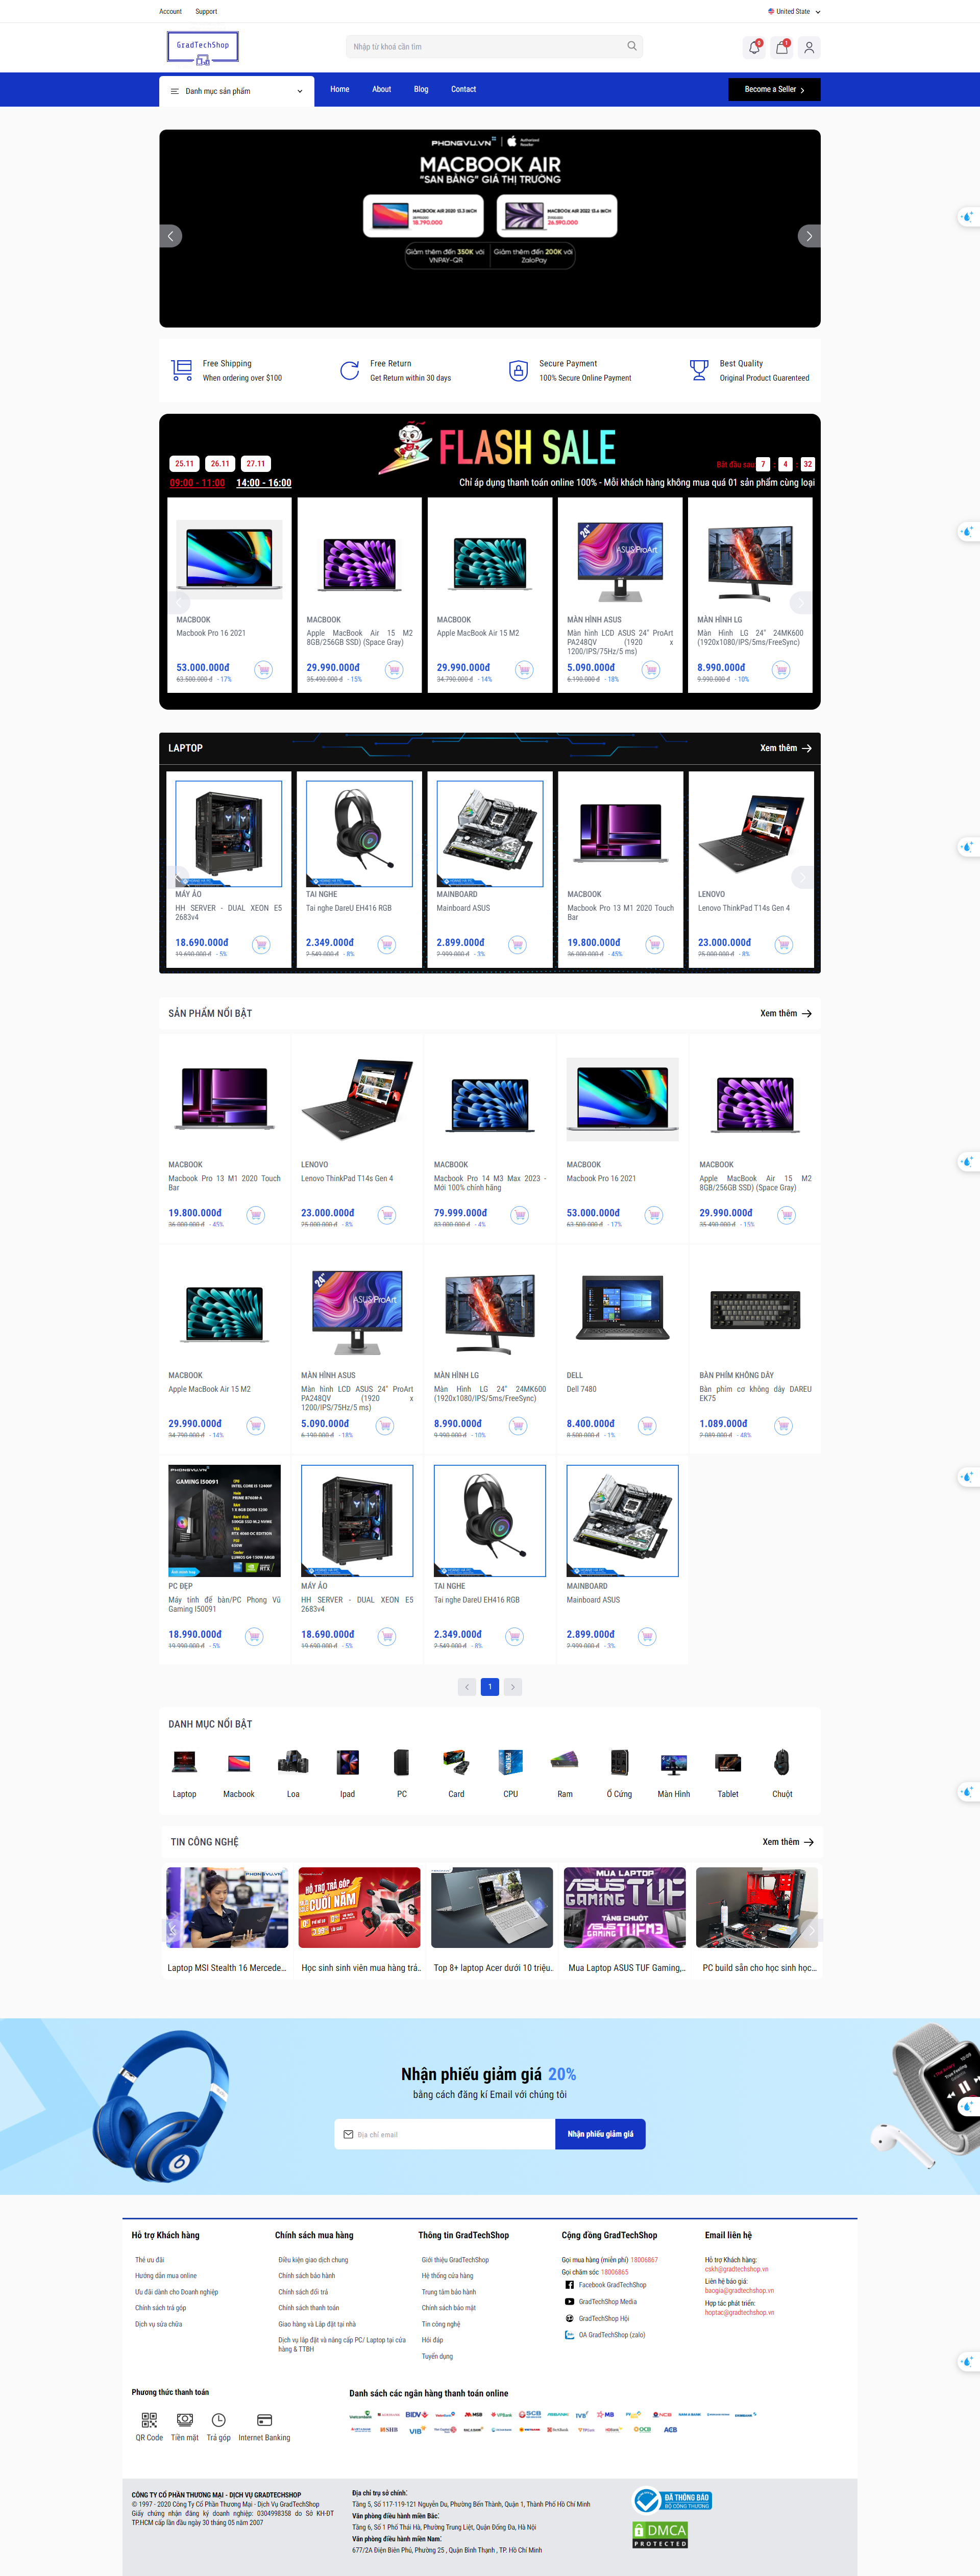 Account Support
United State
GradTechShop
Nhập từ khoá cần tìm
0
1
Danh mục sản phẩm
Home About Blog Contact
Become a Seller
PHONGVU.VN
MACBOOK AIR
"SAN BẰNG" GIÁ THỊ TRƯỜNG
MACBOOK AIR 2020 13.3 INCH
18.790.000
MACBOOK AIR 2022 13.6 INCH
26.590.000
Giảm thêm đến 350K với VNPAY-QR
Giảm thêm đến 200K với ZaloPay
Free Shipping
When ordering over $100
Free Return
Get Return within 30 days
Secure Payment
100% Secure Online Payment
Best Quality
Original Product Guarenteed
FLASH SALE
25.11 26.11 27.11
Bắt đầu sau: 7 : 4 : 32
09:00 - 11:00 14:00 - 16:00
Chỉ áp dụng thanh toán online 100% - Mỗi khách hàng không mua quá 01 sản phẩm cùng loại
MACBOOK
Macbook Pro 16 2021
53.000.000đ
63.500.000 đ - 17%
MACBOOK
Apple MacBook Air 15 M2
8GB/256GB SSD) (Space Gray)
29.990.000đ
35.490.000 đ - 15%
MACBOOK
Apple MacBook Air 15 M2
29.990.000đ
34.790.000 đ - 14%
24"
ASUS ProArt
MÀN HÌNH ASUS
Màn hình LCD ASUS 24" ProArt
PA248QV (1920 x
1200/IPS/75Hz/5 ms)
5.090.000đ
6.190.000 đ - 18%
MÀN HÌNH LG
Màn Hình LG 24" 24MK600
(1920x1080/IPS/5ms/FreeSync)
8.990.000đ
9.990.000 đ - 10%
LAPTOP
Xem thêm
MÁY ẢO
HH SERVER - DUAL XEON E5
2683v4
18.690.000đ
19.690.000 đ - 5%
TAI NGHE
Tai nghe DareU EH416 RGB
2.349.000đ
2.549.000 đ - 8%
MAINBOARD
Mainboard ASUS
2.899.000đ
2.999.000 đ - 3%
MACBOOK
Macbook Pro 13 M1 2020 Touch
Bar
19.800.000đ
36.000.000 đ - 45%
LENOVO
Lenovo ThinkPad T14s Gen 4
23.000.000đ
25.000.000 đ - 8%
SẢN PHẨM NỔI BẬT
Xem thêm
MACBOOK
Macbook Pro 13 M1 2020 Touch
Bar
19.800.000đ
36.000.000 đ - 45%
LENOVO
Lenovo ThinkPad T14s Gen 4
23.000.000đ
25.000.000 đ - 8%
MACBOOK
Macbook Pro 14 M3 Max 2023 -
Mới 100% chính hãng
79.999.000đ
83.000.000 đ - 4%
MACBOOK
Macbook Pro 16 2021
53.000.000đ
63.500.000 đ - 17%
MACBOOK
Apple MacBook Air 15 M2
8GB/256GB SSD) (Space Gray)
29.990.000đ
35.490.000 đ - 15%
MACBOOK
Apple MacBook Air 15 M2
29.990.000đ
34.790.000 đ - 14%
24"
ASUS ProArt
MÀN HÌNH ASUS
Màn hình LCD ASUS 24" ProArt
PA248QV (1920 x
1200/IPS/75Hz/5 ms)
5.090.000đ
6.190.000 đ - 18%
MÀN HÌNH LG
Màn Hình LG 24" 24MK600
(1920x1080/IPS/5ms/FreeSync)
8.990.000đ
9.990.000 đ - 10%
DELL
Dell 7480
8.400.000đ
8.500.000 đ - 1%
BÀN PHÍM KHÔNG DÂY
Bàn phím cơ không dây DAREU
EK75
1.089.000đ
2.089.000 đ - 48%
PHONGVU.VN
GAMING I50091
PC ĐẸP
Máy tính để bàn/PC Phong Vũ
Gaming I50091
18.990.000đ
19.990.000 đ - 5%
MÁY ẢO
HH SERVER - DUAL XEON E5
2683v4
18.690.000đ
19.690.000 đ - 5%
TAI NGHE
Tai nghe DareU EH416 RGB
2.349.000đ
2.549.000 đ - 8%
MAINBOARD
Mainboard ASUS
2.899.000đ
2.999.000 đ - 3%
1
DANH MỤC NỔI BẬT
Laptop Macbook Loa Ipad PC Card CPU Ram Ổ Cứng Màn Hình Tablet Chuột
TIN CÔNG NGHỆ
Xem thêm
HỖ TRỢ TRẢ GÓP
CUỐI NĂM
MUA LAPTOP
ASUS TUF
GAMING
TẶNG CHUỘT
ASUS
GAMING TUF M3
Laptop MSI Stealth 16 Mercede...
Học sinh sinh viên mua hàng trả..
Top 8+ laptop Acer dưới 10 triệu..
Mua Laptop ASUS TUF Gaming,..
PC build sẵn cho học sinh học...
Nhận phiếu giảm giá 20%
bằng cách đăng kí Email với chúng tôi
Địa chỉ email
Nhận phiếu giảm giá
Hỗ trợ Khách hàng
Thẻ ưu đãi
Hướng dẫn mua online
Ưu đãi dành cho Doanh nghiệp
Chính sách trả góp
Dịch vụ sửa chữa
Chính sách mua hàng
Điều kiện giao dịch chung
Chính sách bảo hành
Chính sách đổi trả
Chính sách thanh toán
Giao hàng và Lắp đặt tại nhà
Dịch vụ lắp đặt và nâng cấp PC/ Laptop tại cửa
hàng & TTBH
Thông tin GradTechShop
Giới thiệu GradTechShop
Hệ thống cửa hàng
Trung tâm bảo hành
Chính sách bảo mật
Tin công nghệ
Hỏi đáp
Tuyển dụng
Cộng đồng GradTechShop
Gọi mua hàng (miễn phí) 18006867
Gọi chăm sóc 18006865
Facebook GradTechShop
GradTechShop Media
GradTechShop Hội
OA GradTechShop (zalo)
Email liên hệ
Hỗ trợ Khách hàng:
cskh@gradtechshop.vn
Liên hệ báo giá:
baogia@gradtechshop.vn
Hợp tác phát triển:
hoptac@gradtechshop.vn
Phương thức thanh toán
QR Code Tiền mặt Trả góp Internet Banking
Danh sách các ngân hàng thanh toán online
BIDV MSB VPBank SCB MB NCB
SHB VIB OCB ACB
CÔNG TY CỔ PHẦN THƯƠNG MẠI - DỊCH VỤ GRADTECHSHOP
© 1997 - 2020 Công Ty Cổ Phần Thương Mại - Dịch Vụ GradTechShop
Giấy chứng nhận đăng ký doanh nghiệp: 0304998358 do Sở KH-ĐT
TP.HCM cấp lần đầu ngày 30 tháng 05 năm 2007
Địa chỉ trụ sở chính:
Tầng 5, Số 117-119-121 Nguyễn Du, Phường Bến Thành, Quận 1, Thành Phố Hồ Chí Minh
Văn phòng điều hành miền Bắc:
Tầng 6, Số 1 Phố Thái Hà, Phường Trung Liệt, Quận Đống Đa, Hà Nội
Văn phòng điều hành miền Nam:
677/2A Điện Biên Phủ, Phường 25 , Quận Bình Thạnh , TP. Hồ Chí Minh
ĐÃ THÔNG BÁO
BỘ CÔNG THƯƠNG
DMCA
PROTECTED